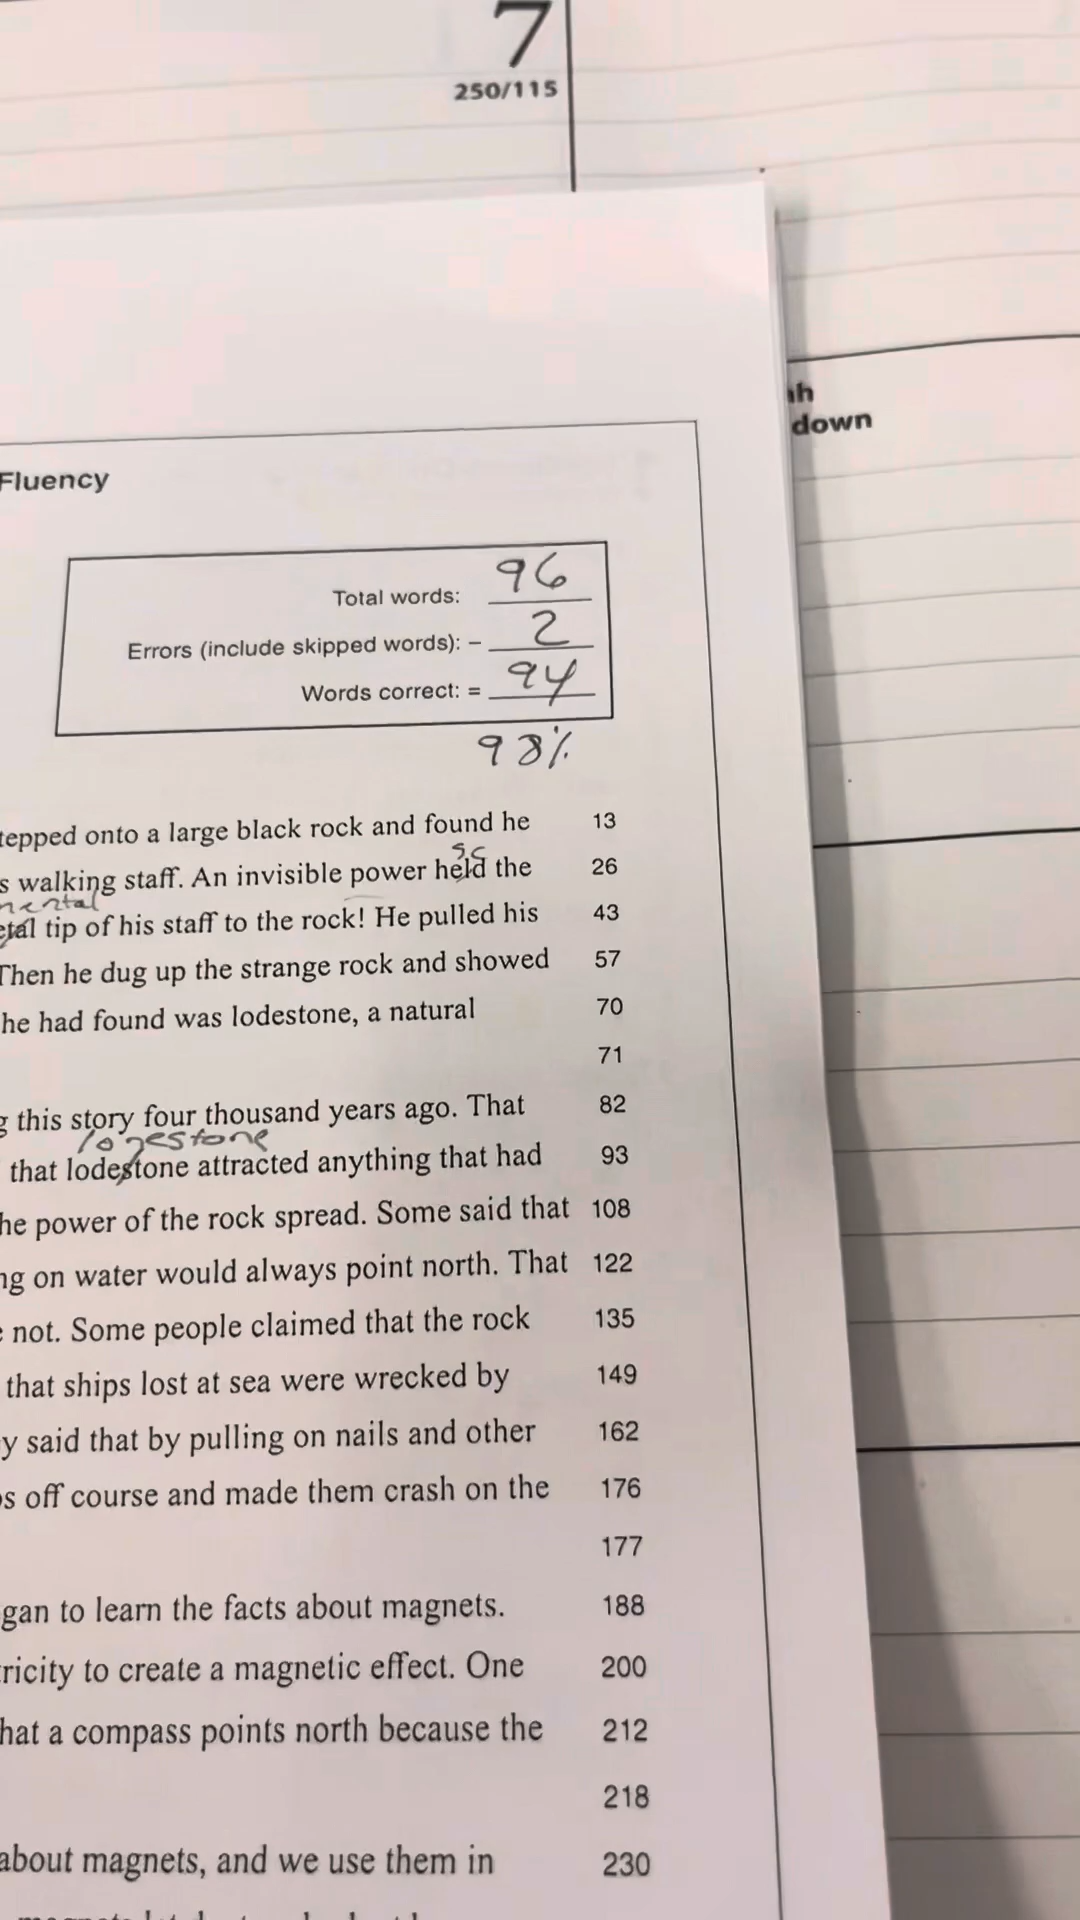 7
250/115
down
Fluency
Total words: 96
Errors (include skipped words): – 2
Words correct: = 94
98%
tepped onto a large black rock and found he 13
sc
s walking staff. An invisible power held the 26
mental
etal tip of his staff to the rock! He pulled his 43
Then he dug up the strange rock and showed 57
he had found was lodestone, a natural 70
71
g this story four thousand years ago. That 82
logestone
that lodestone attracted anything that had 93
he power of the rock spread. Some said that 108
ng on water would always point north. That 122
e not. Some people claimed that the rock 135
that ships lost at sea were wrecked by 149
y said that by pulling on nails and other 162
os off course and made them crash on the 176
177
gan to learn the facts about magnets. 188
ricity to create a magnetic effect. One 200
hat a compass points north because the 212
218
about magnets, and we use them in 230